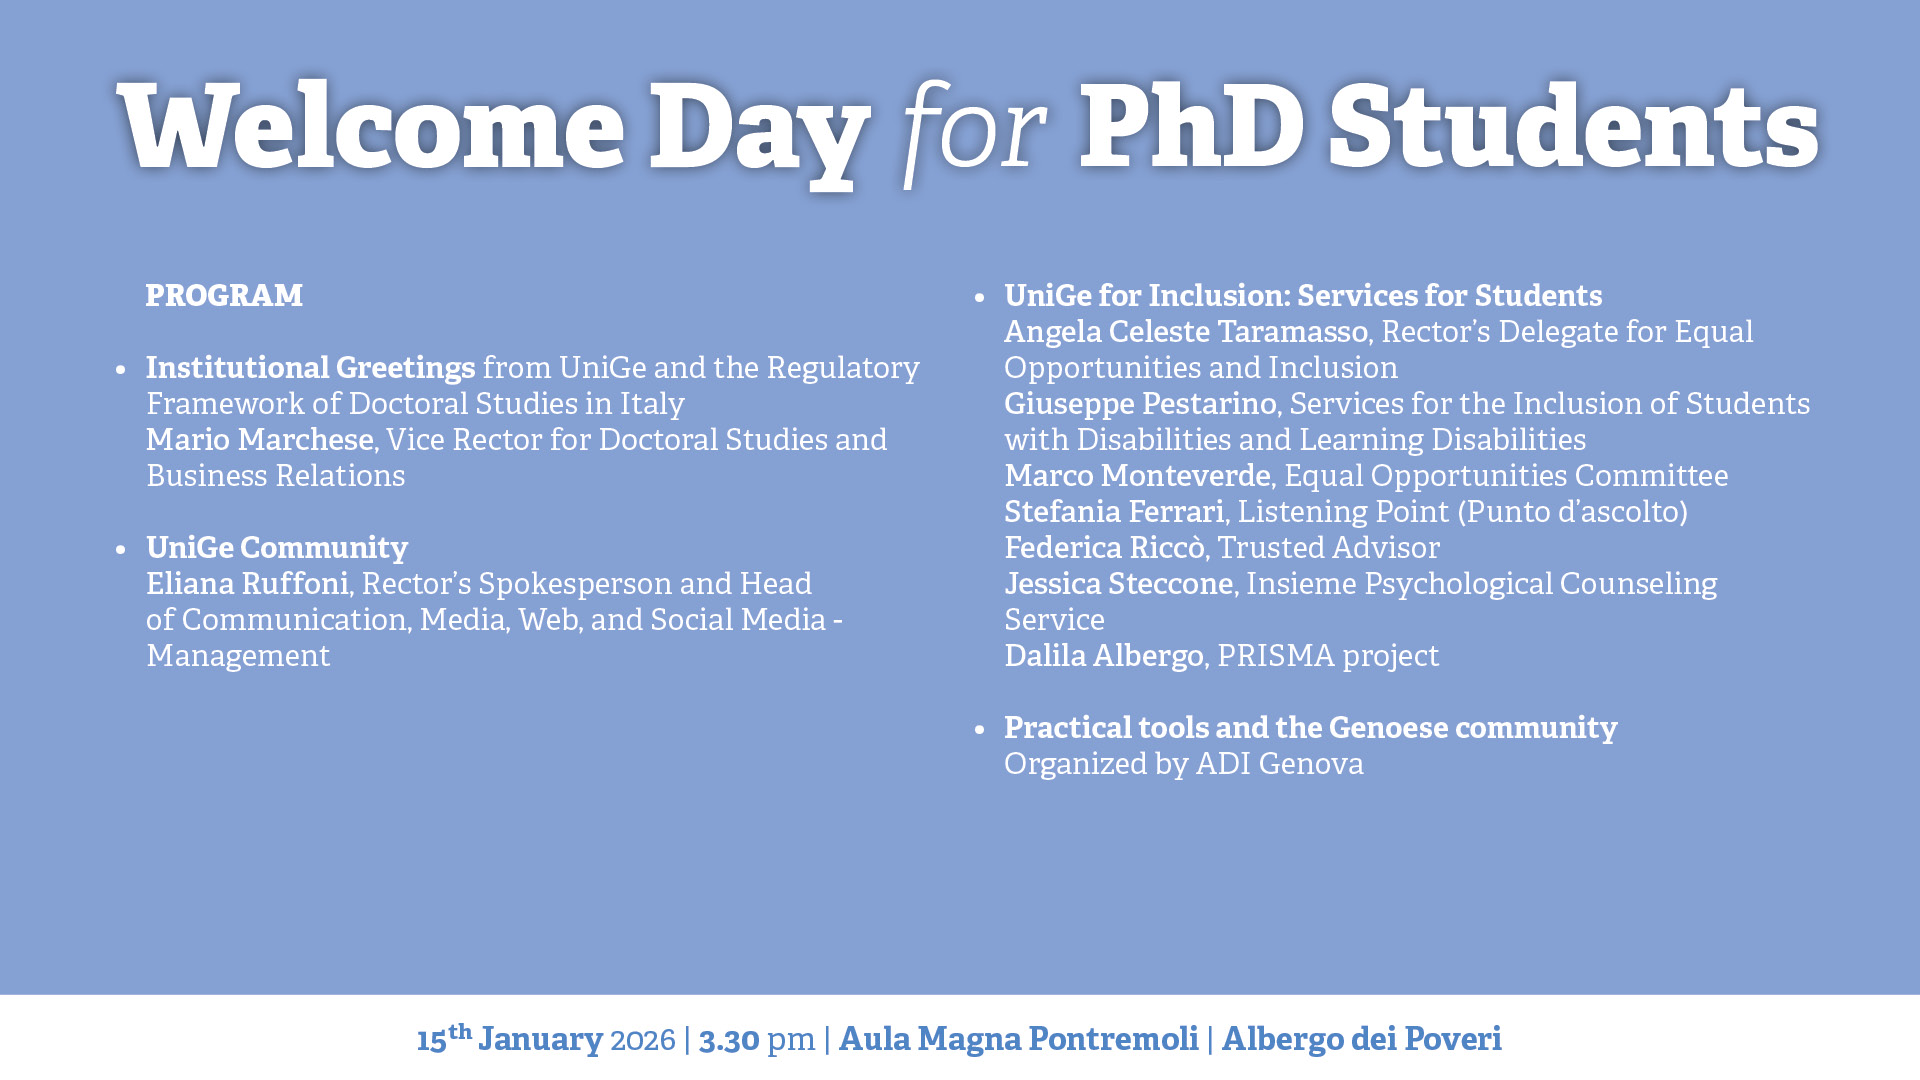 Welcome Day for PhD Students
PROGRAM
• Institutional Greetings from UniGe and the Regulatory
Framework of Doctoral Studies in Italy
Mario Marchese, Vice Rector for Doctoral Studies and
Business Relations
• UniGe Community
Eliana Ruffoni, Rector’s Spokesperson and Head
of Communication, Media, Web, and Social Media -
Management
• UniGe for Inclusion: Services for Students
Angela Celeste Taramasso, Rector’s Delegate for Equal
Opportunities and Inclusion
Giuseppe Pestarino, Services for the Inclusion of Students
with Disabilities and Learning Disabilities
Marco Monteverde, Equal Opportunities Committee
Stefania Ferrari, Listening Point (Punto d’ascolto)
Federica Riccò, Trusted Advisor
Jessica Steccone, Insieme Psychological Counseling
Service
Dalila Albergo, PRISMA project
• Practical tools and the Genoese community
Organized by ADI Genova
15th January 2026 | 3.30 pm | Aula Magna Pontremoli | Albergo dei Poveri